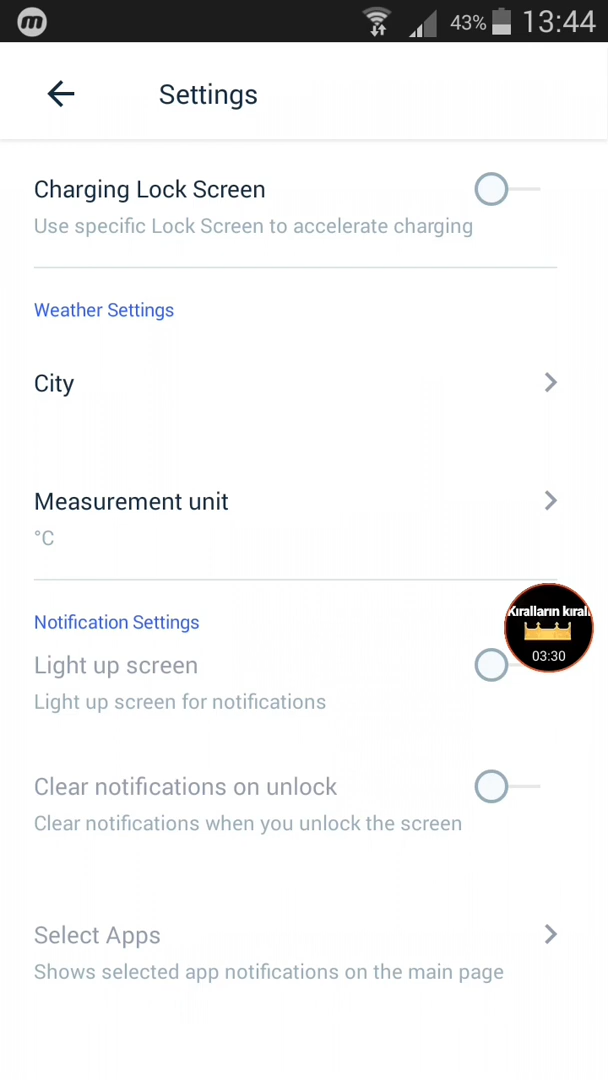 m 43% 13:44
Settings
Charging Lock Screen
Use specific Lock Screen to accelerate charging
Weather Settings
City
Measurement unit
°C
Notification Settings
Kıralların kıralı
03:30
Light up screen
Light up screen for notifications
Clear notifications on unlock
Clear notifications when you unlock the screen
Select Apps
Shows selected app notifications on the main page